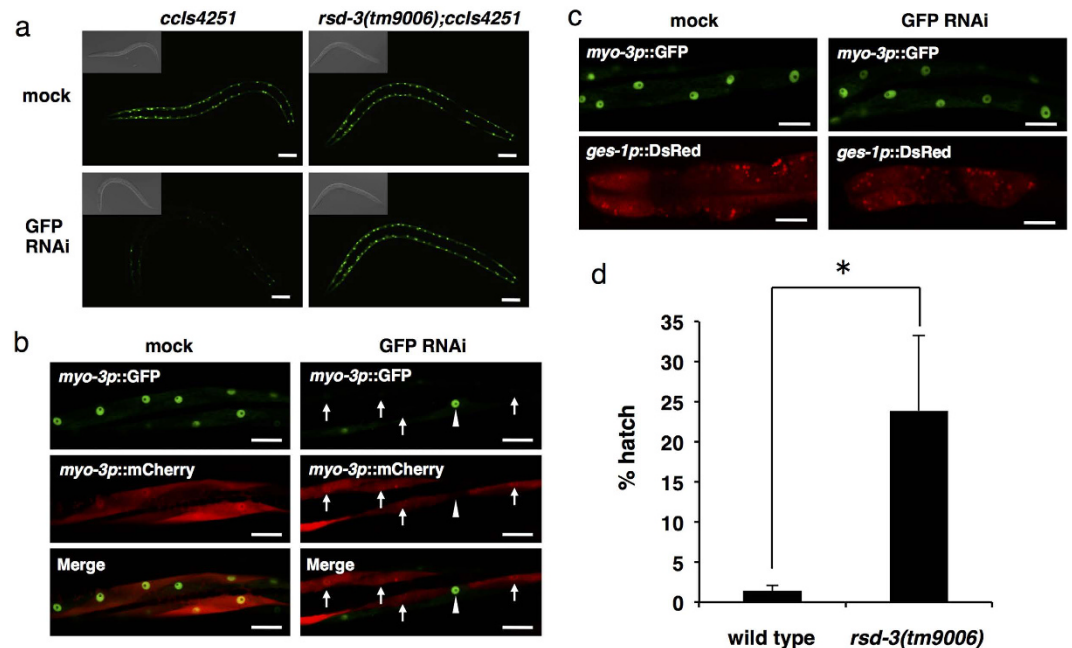 a
ccIs4251
rsd-3(tm9006);ccIs4251
mock
GFP
RNAi
b
mock
GFP RNAi
myo-3p::GFP
myo-3p::GFP
myo-3p::mCherry
myo-3p::mCherry
Merge
Merge
c
mock
GFP RNAi
myo-3p::GFP
myo-3p::GFP
ges-1p::DsRed
ges-1p::DsRed
d
*
% hatch
35
30
25
20
15
10
5
0
wild type
rsd-3(tm9006)